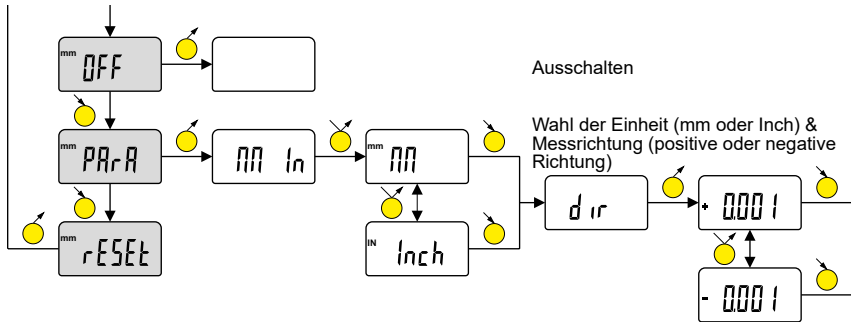 mm OFF
Ausschalten
Wahl der Einheit (mm oder Inch) &
Messrichtung (positive oder negative
Richtung)
mm PArA
MM In
mm MM
dir
+ 0.001
mm rESEt
IN Inch
- 0.001